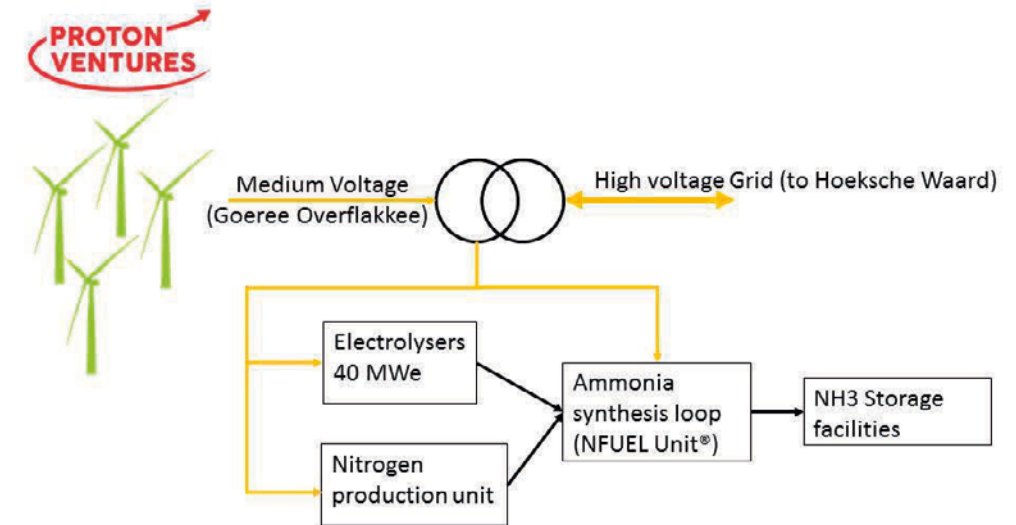 PROTON
VENTURES
Medium Voltage
(Goeree Overflakkee)
High voltage Grid (to Hoeksche Waard)
Electrolysers
40 MWe
Ammonia
synthesis loop
(NFUEL Unit®)
NH3 Storage
facilities
Nitrogen
production unit